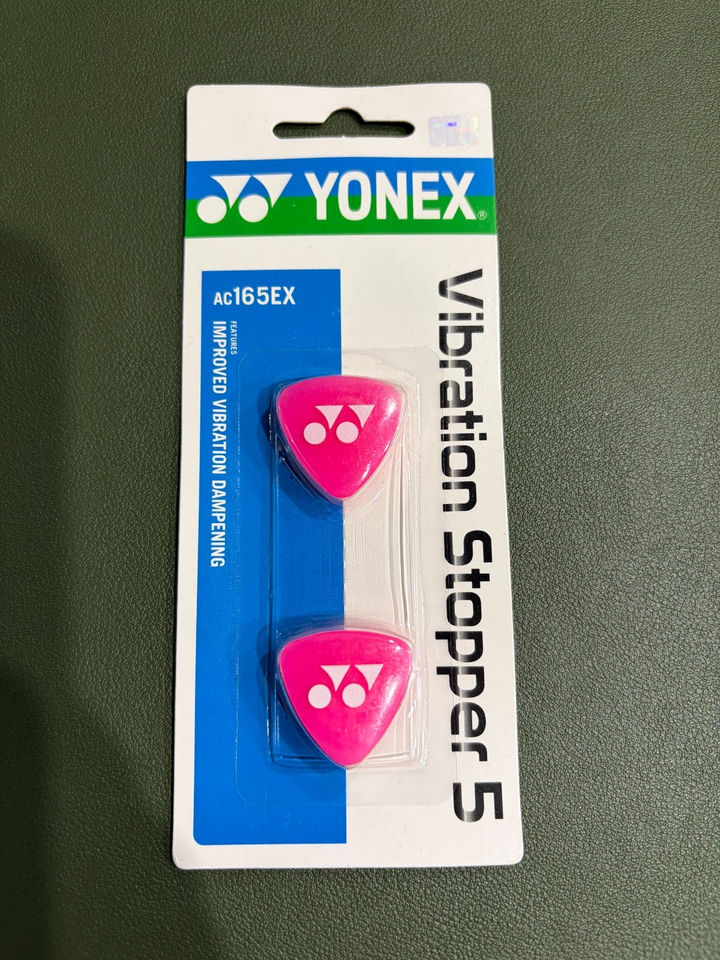 YONEX®
AC165EX
FEATURES
IMPROVED VIBRATION DAMPENING
Vibration Stopper 5